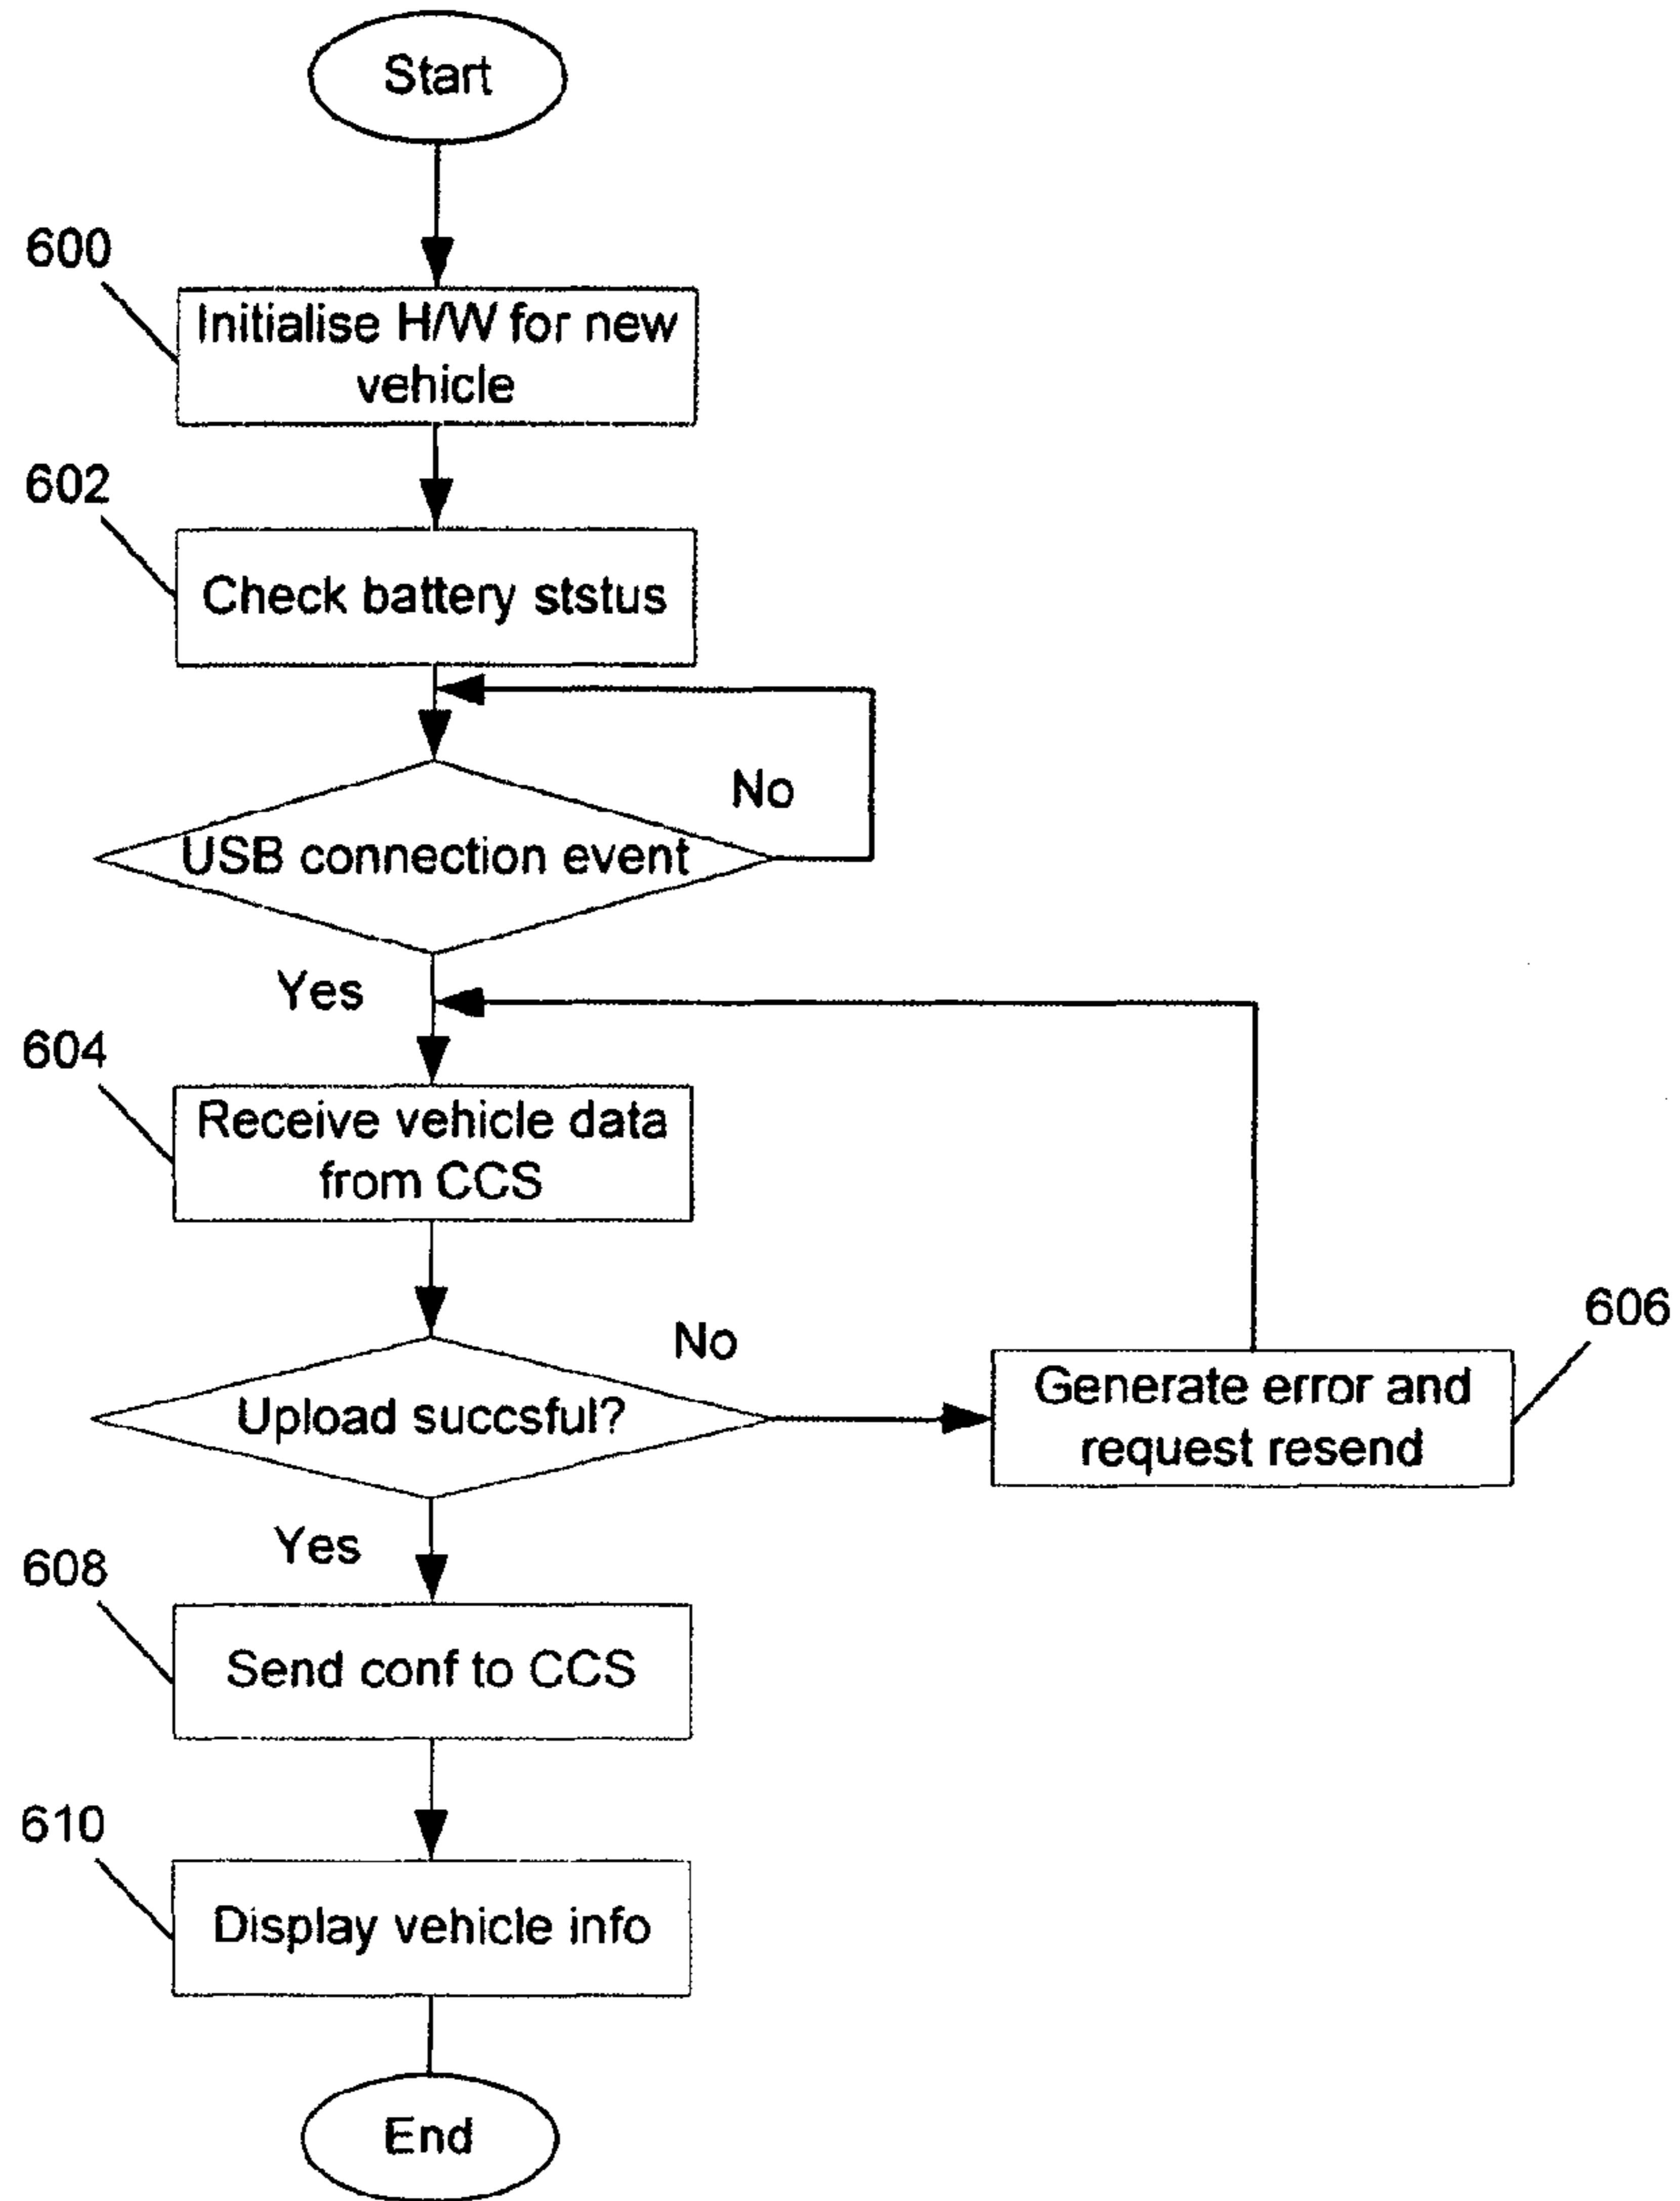 Start
600
Initialise H/W for new
vehicle
602
Check battery ststus
No
USB connection event
Yes
604
Receive vehicle data
from CCS
606
No
Generate error and
request resend
Upload succsful?
Yes
608
Send conf to CCS
610
Display vehicle info
End